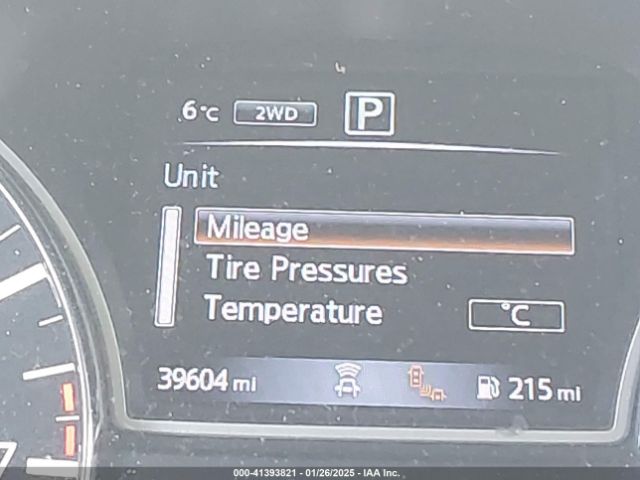 6°C 2WD P
Unit
Mileage
Tire Pressures
Temperature °C
39604 mi 215 mi
000-41393821 | 01/26/2025 - IAA Inc.